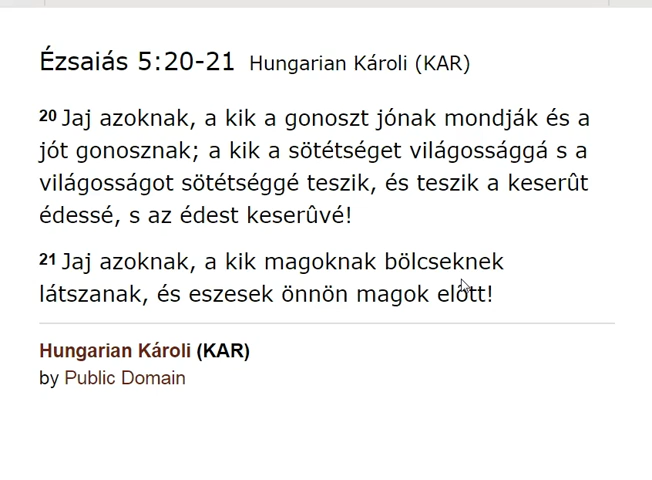 Ézsaiás 5:20-21 Hungarian Károli (KAR)
20 Jaj azoknak, a kik a gonoszt jónak mondják és a
jót gonosznak; a kik a sötétséget világossággá s a
világosságot sötétséggé teszik, és teszik a keserût
édessé, s az édest keserûvé!
21 Jaj azoknak, a kik magoknak bölcseknek
látszanak, és eszesek önnön magok elõtt!
Hungarian Károli (KAR)
by Public Domain